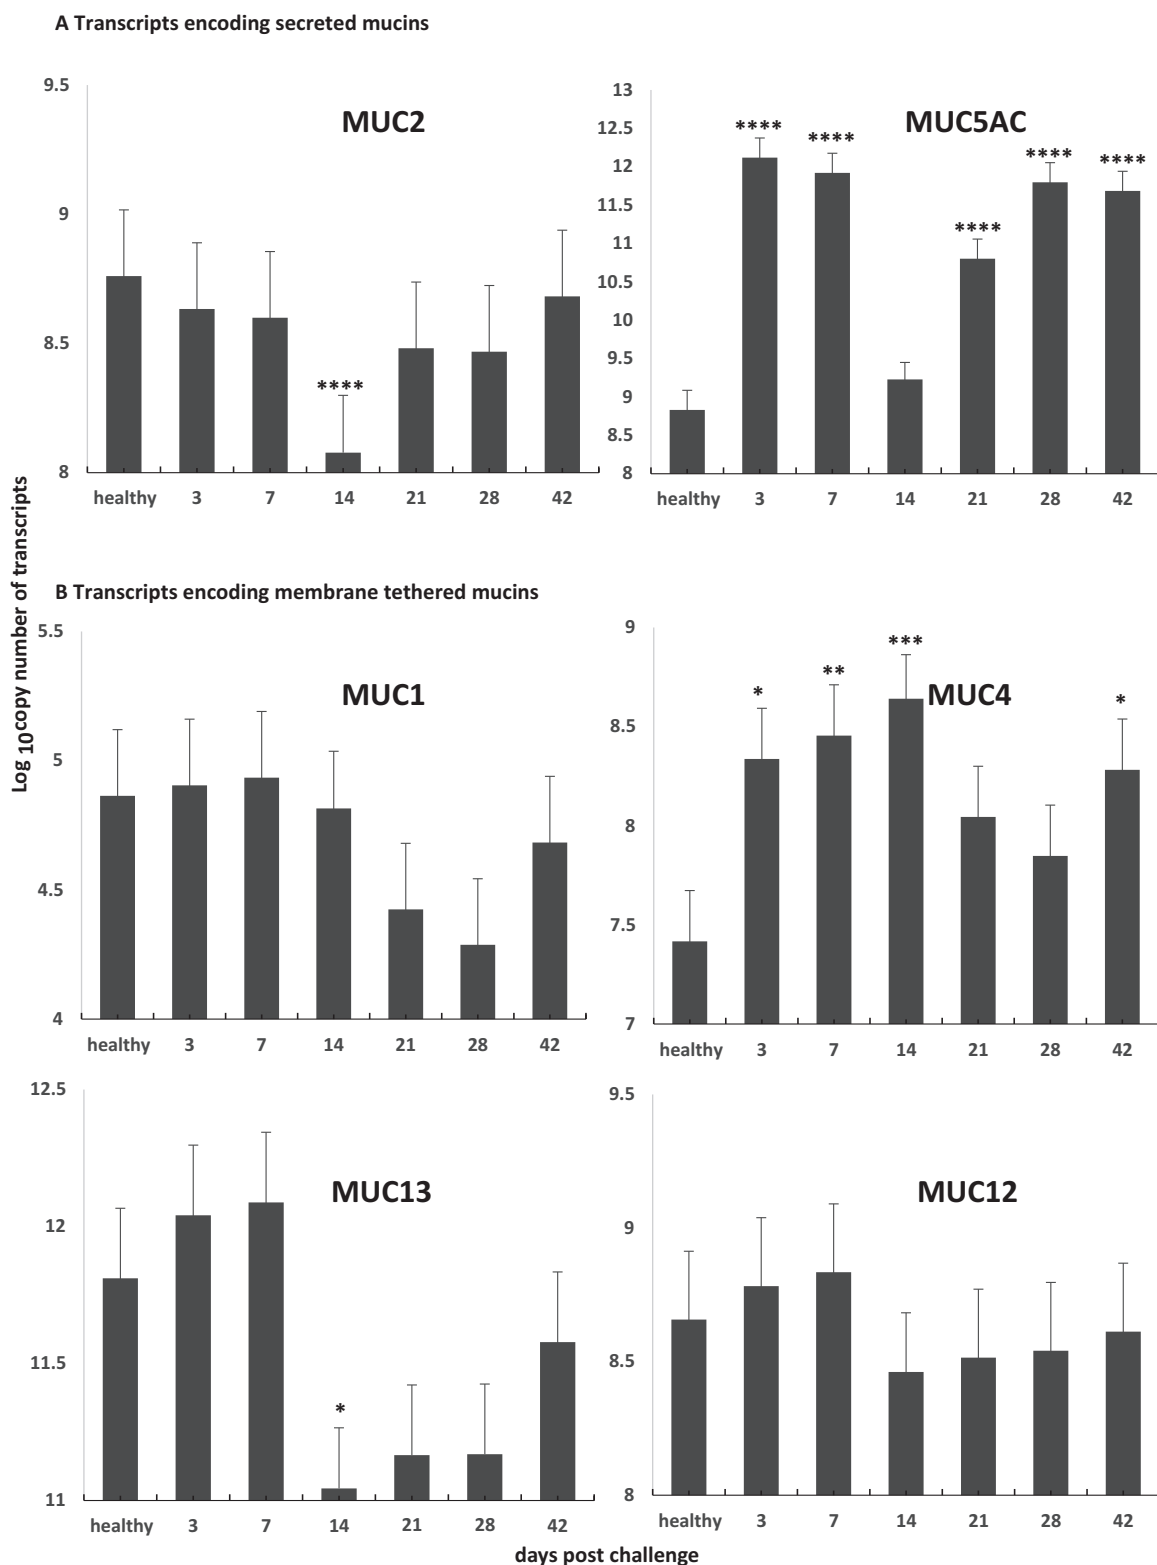 A Transcripts encoding secreted mucins
MUC2
9.5
9
8.5
8
****
healthy 3 7 14 21 28 42
MUC5AC
13
12.5
12
11.5
11
10.5
10
9.5
9
8.5
8
**** **** **** **** ****
healthy 3 7 14 21 28 42
Log 10 copy number of transcripts
B Transcripts encoding membrane tethered mucins
MUC1
5.5
5
4.5
4
healthy 3 7 14 21 28 42
MUC4
9
8.5
8
7.5
7
* ** *** *
healthy 3 7 14 21 28 42
MUC13
12.5
12
11.5
11
*
healthy 3 7 14 21 28 42
MUC12
9.5
9
8.5
8
healthy 3 7 14 21 28 42
days post challenge